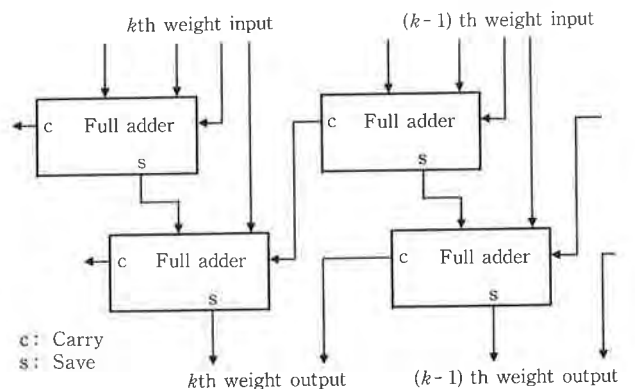 kth weight input
(k-1) th weight input
c Full adder
s
c Full adder
s
c Full adder
s
c Full adder
s
c: Carry
s: Save
kth weight output
(k-1) th weight output